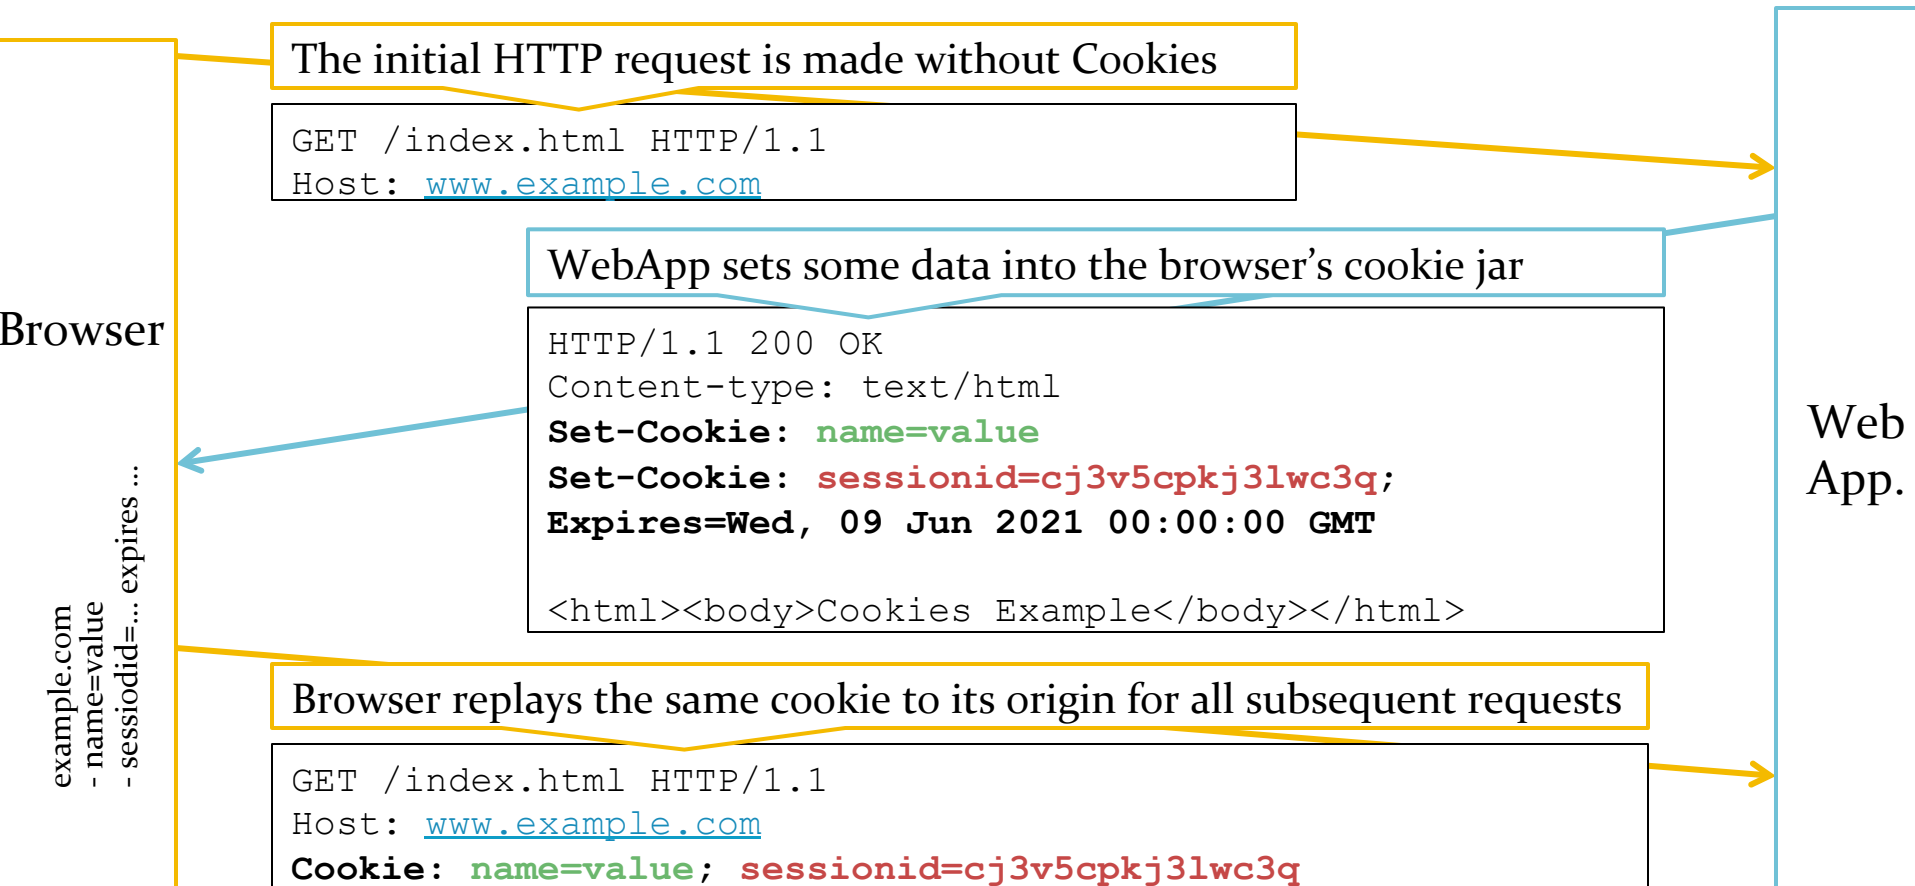 The initial HTTP request is made without Cookies
GET /index.html HTTP/1.1
Host: www.example.com
WebApp sets some data into the browser’s cookie jar
HTTP/1.1 200 OK
Content-type: text/html
Set-Cookie: name=value
Set-Cookie: sessionid=cj3v5cpkj3lwc3q;
Expires=Wed, 09 Jun 2021 00:00:00 GMT
<html><body>Cookies Example</body></html>
Browser
Web
App.
example.com
- name=value
- sessiodid=... expires ...
Browser replays the same cookie to its origin for all subsequent requests
GET /index.html HTTP/1.1
Host: www.example.com
Cookie: name=value; sessionid=cj3v5cpkj3lwc3q